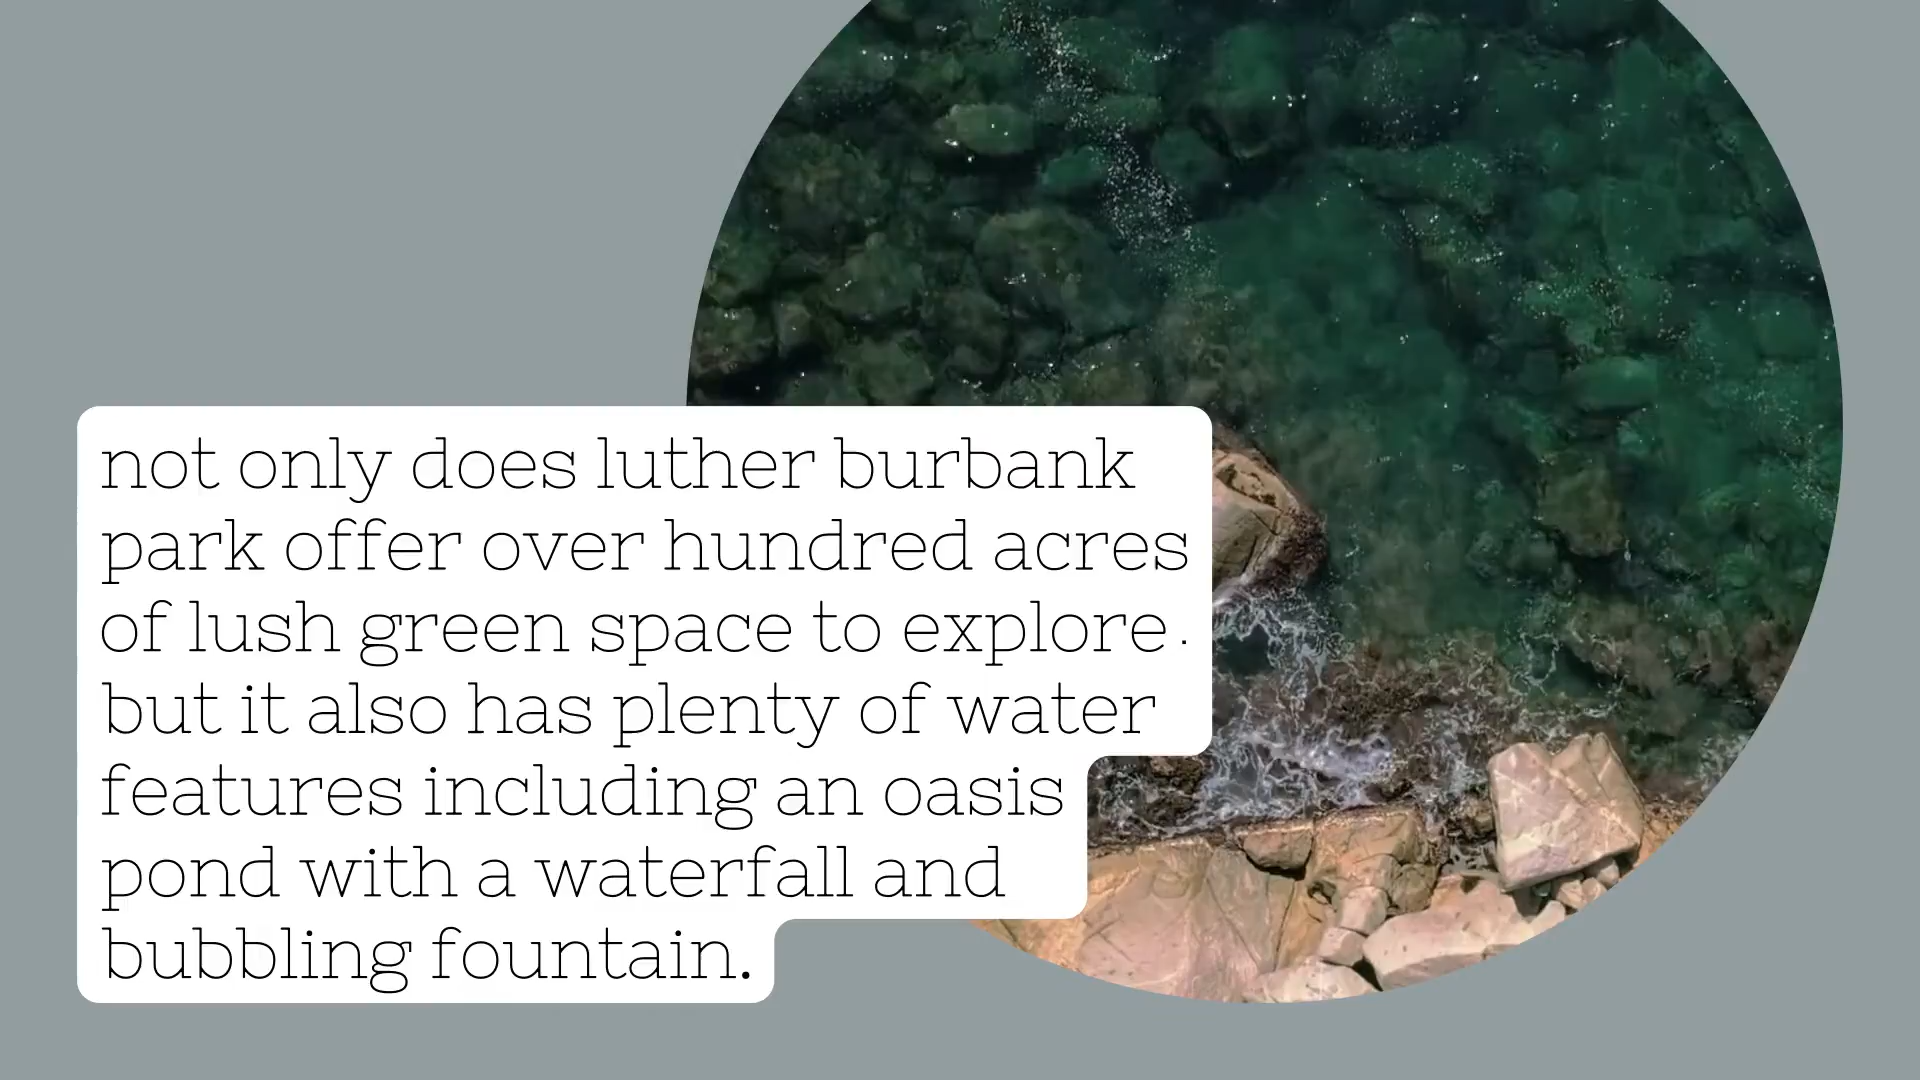 not only does luther burbank
park offer over hundred acres
of lush green space to explore.
but it also has plenty of water
features including an oasis
pond with a waterfall and
bubbling fountain.